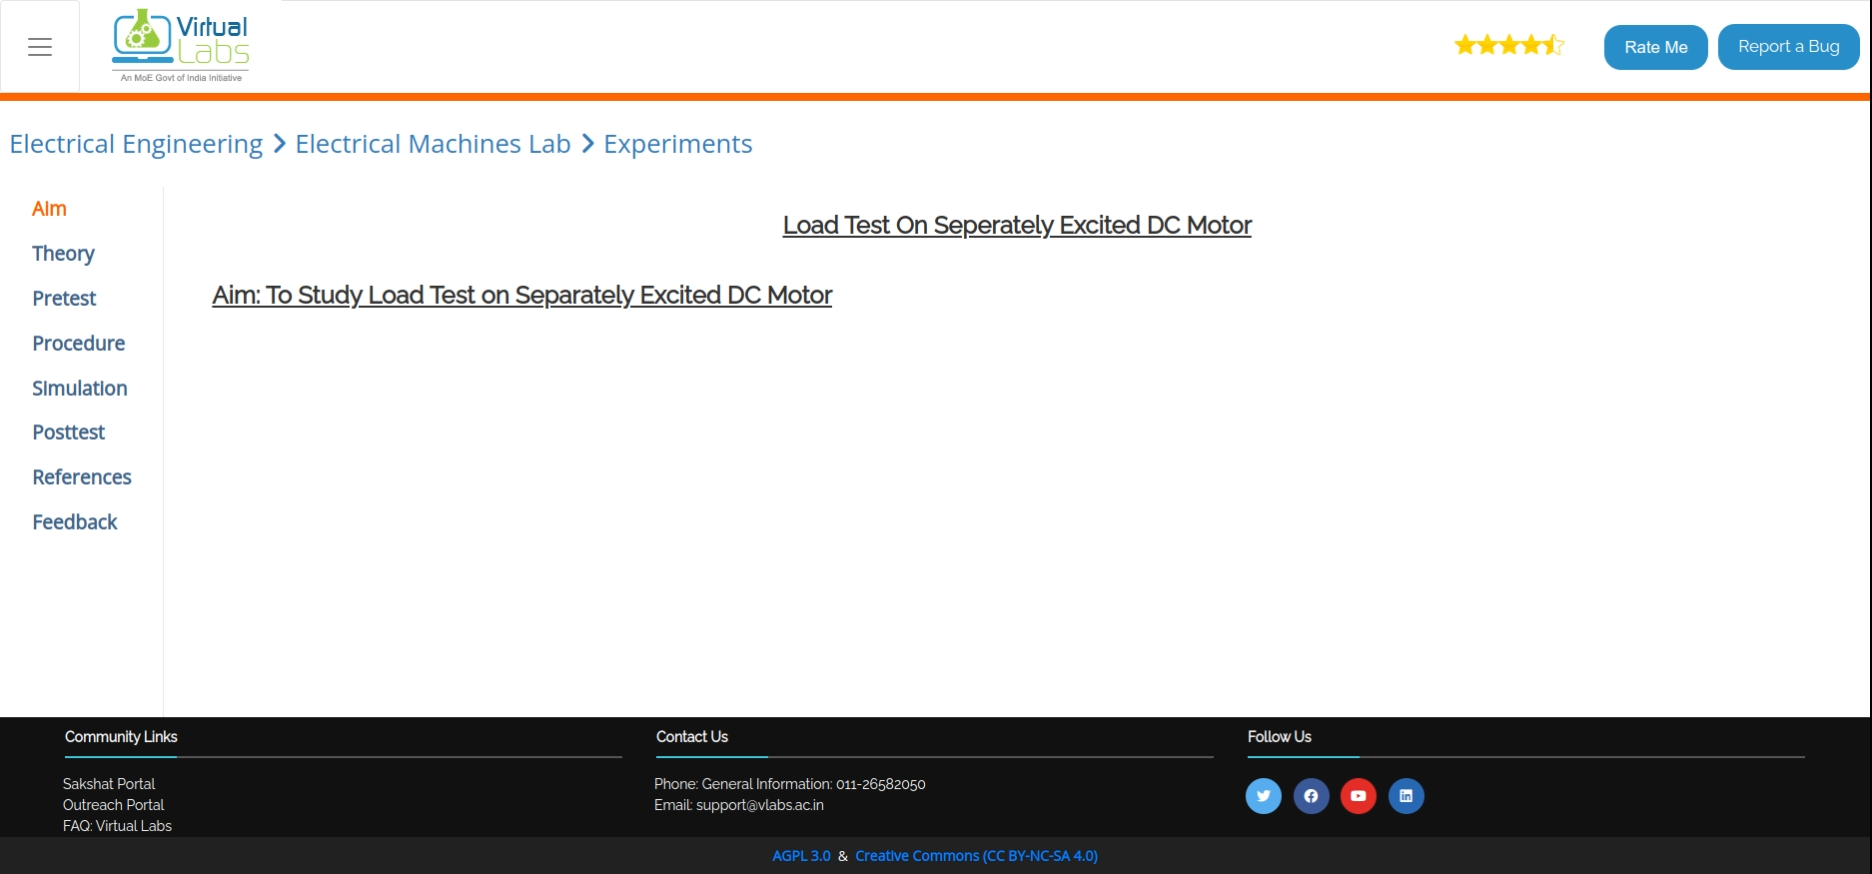 Virtual
Labs
An MoE Govt of India Initiative
Rate Me
Report a Bug
Electrical Engineering Electrical Machines Lab Experiments
Aim
Theory
Pretest
Procedure
Simulation
Posttest
References
Feedback
Load Test On Seperately Excited DC Motor
Aim: To Study Load Test on Separately Excited DC Motor
Community Links
Sakshat Portal
Outreach Portal
FAQ: Virtual Labs
Contact Us
Phone: General Information: 011-26582050
Email: support@vlabs.ac.in
Follow Us
AGPL 3.0 & Creative Commons (CC BY-NC-SA 4.0)